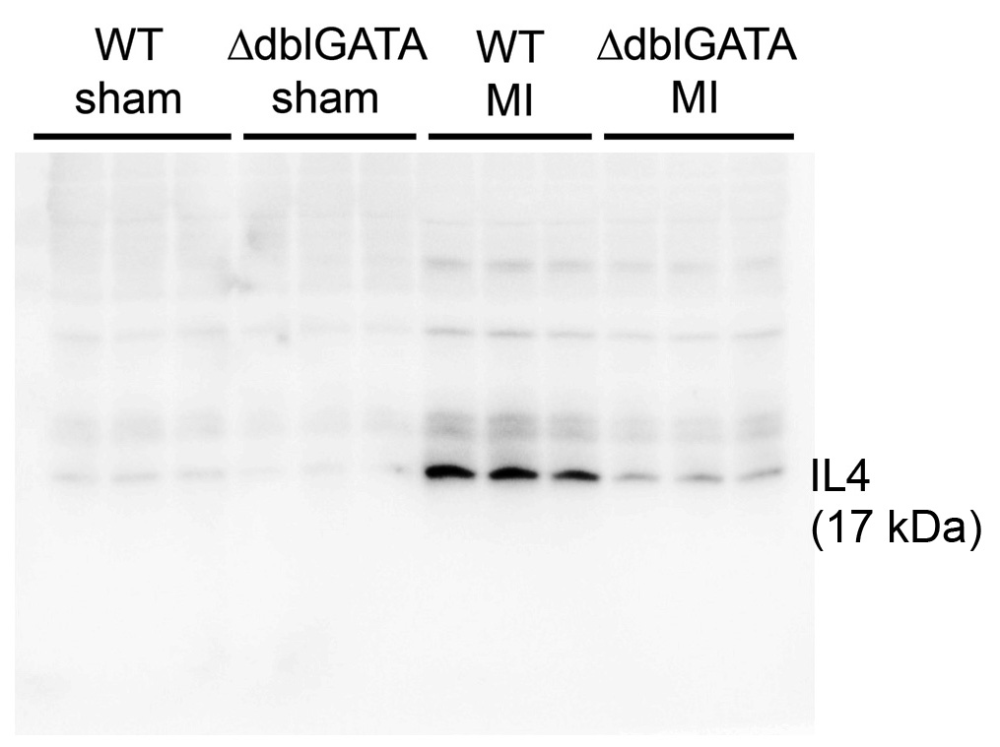 WT ΔdblGATA WT ΔdblGATA
sham sham MI MI
IL4
(17 kDa)